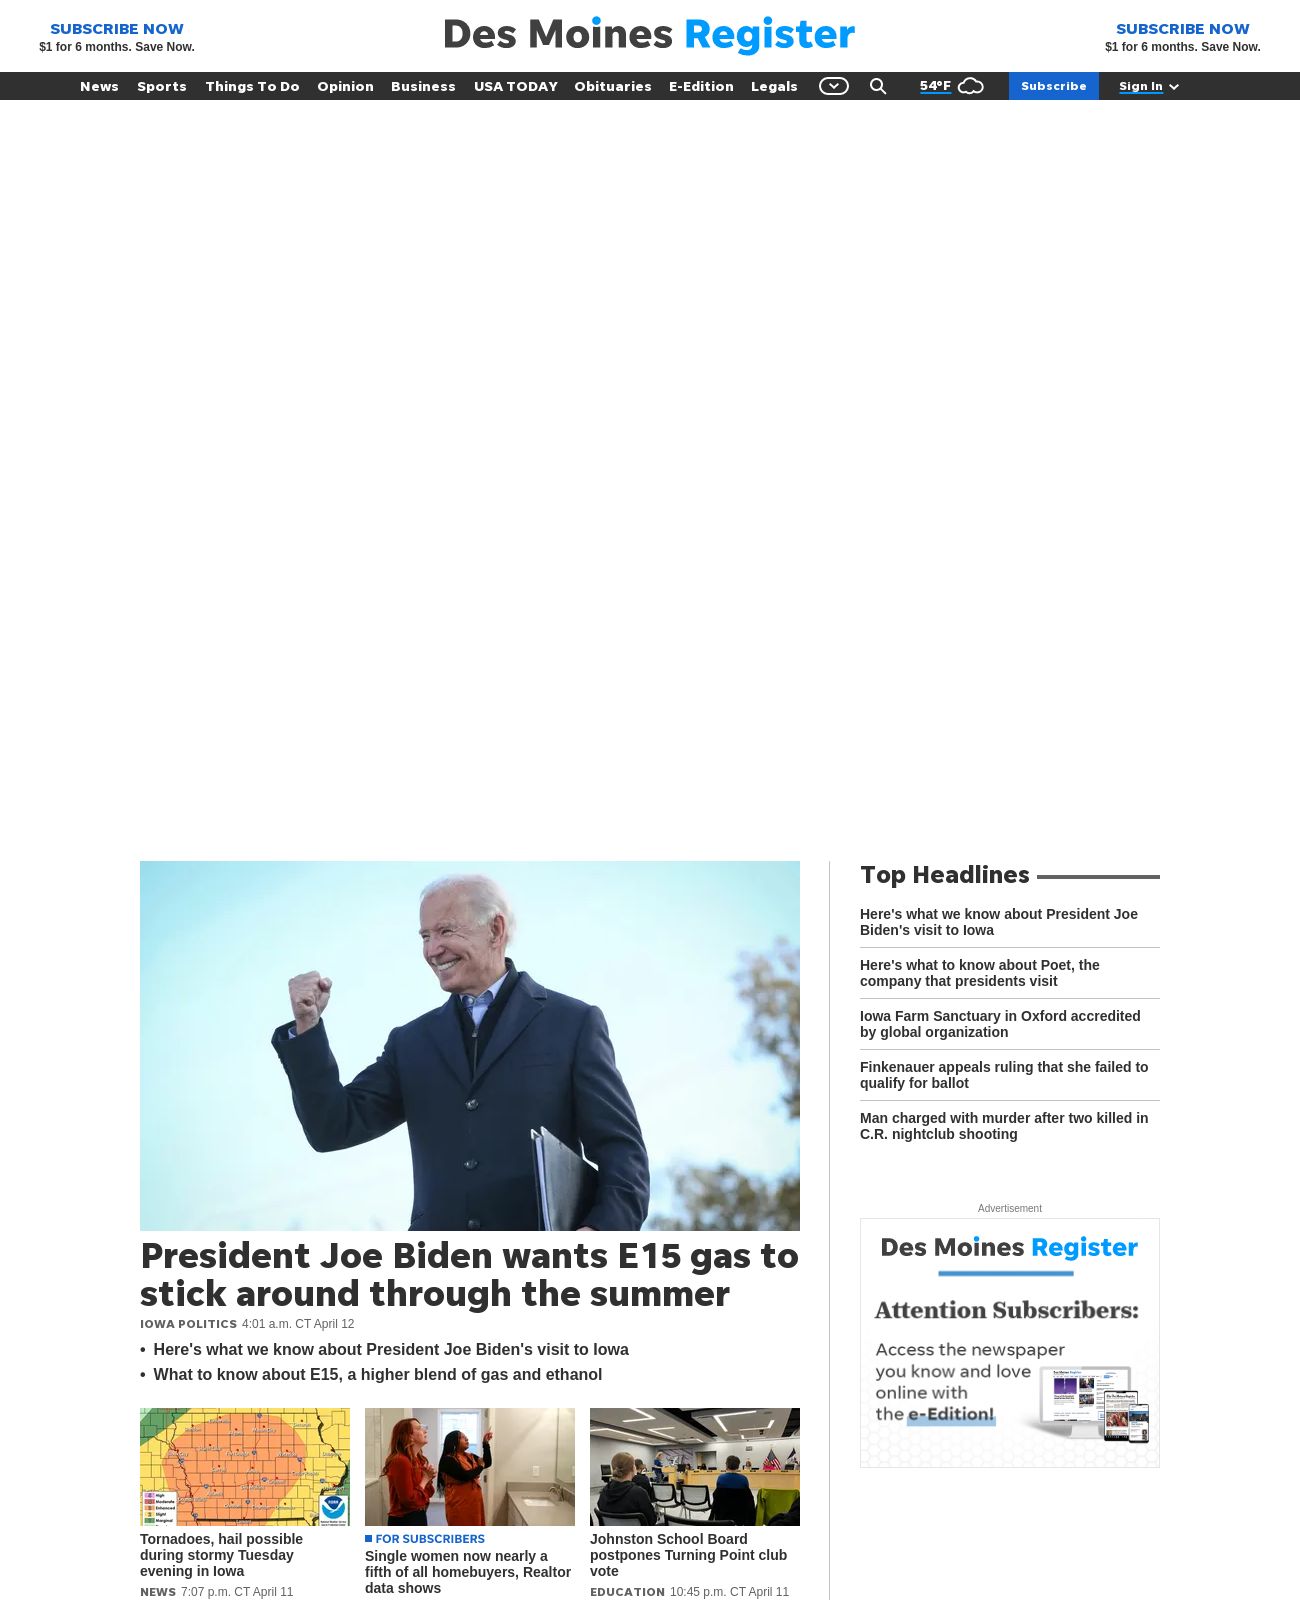 SUBSCRIBE NOW
$1 for 6 months. Save Now.
Des Moines Register
SUBSCRIBE NOW
$1 for 6 months. Save Now.
News Sports Things To Do Opinion Business USA TODAY Obituaries E-Edition Legals 54°F Subscribe Sign In
President Joe Biden wants E15 gas to
stick around through the summer
IOWA POLITICS 4:01 a.m. CT April 12
• Here's what we know about President Joe Biden's visit to Iowa
• What to know about E15, a higher blend of gas and ethanol
Tornadoes, hail possible
during stormy Tuesday
evening in Iowa
NEWS 7:07 p.m. CT April 11
FOR SUBSCRIBERS
Single women now nearly a
fifth of all homebuyers, Realtor
data shows
Johnston School Board
postpones Turning Point club
vote
EDUCATION 10:45 p.m. CT April 11
Top Headlines
Here's what we know about President Joe
Biden's visit to Iowa
Here's what to know about Poet, the
company that presidents visit
Iowa Farm Sanctuary in Oxford accredited
by global organization
Finkenauer appeals ruling that she failed to
qualify for ballot
Man charged with murder after two killed in
C.R. nightclub shooting
Advertisement
Des Moines Register
Attention Subscribers:
Access the newspaper
you know and love
online with
the e-Edition!